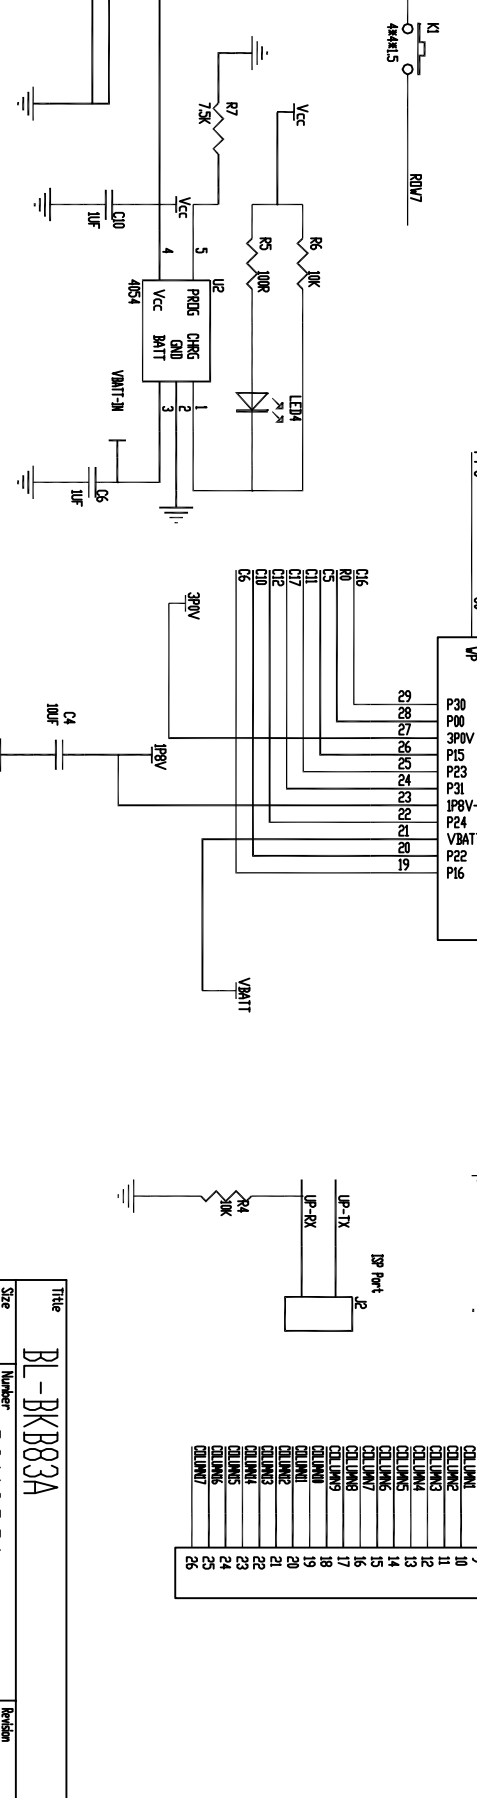 K1
4*4*1.5
ROW7
R7
7.5K
Vcc
C10
1UF
Vcc
4
5
U2
4054
Vcc
PROG
BATT
GND
CHRG
3
2
1
R5
100R
R6
10K
LED4
VBATT-IN
C6
1UF
C6
C10
C12
C17
C11
C5
R0
C16
3P0V
C4
10UF
1P8V
WP
29 P30
28 P00
27 3P0V
26 P15
25 P23
24 P31
23 1P8V-
22 P24
21 VBAT
20 P22
19 P16
VBATT
R4
10K
UP-RX
UP-TX
ISP Port
J2
Title
BL-BKB83A
Size
Number
Revision
COLUMN7
COLUMN6
COLUMN5
COLUMN4
COLUMN3
COLUMN2
COLUMN1
COLUMN0
COLUMN9
COLUMN8
COLUMN7
COLUMN6
COLUMN5
COLUMN4
COLUMN3
COLUMN2
COLUMN1
26
25
24
23
22
21
20
19
18
17
16
15
14
13
12
11
10